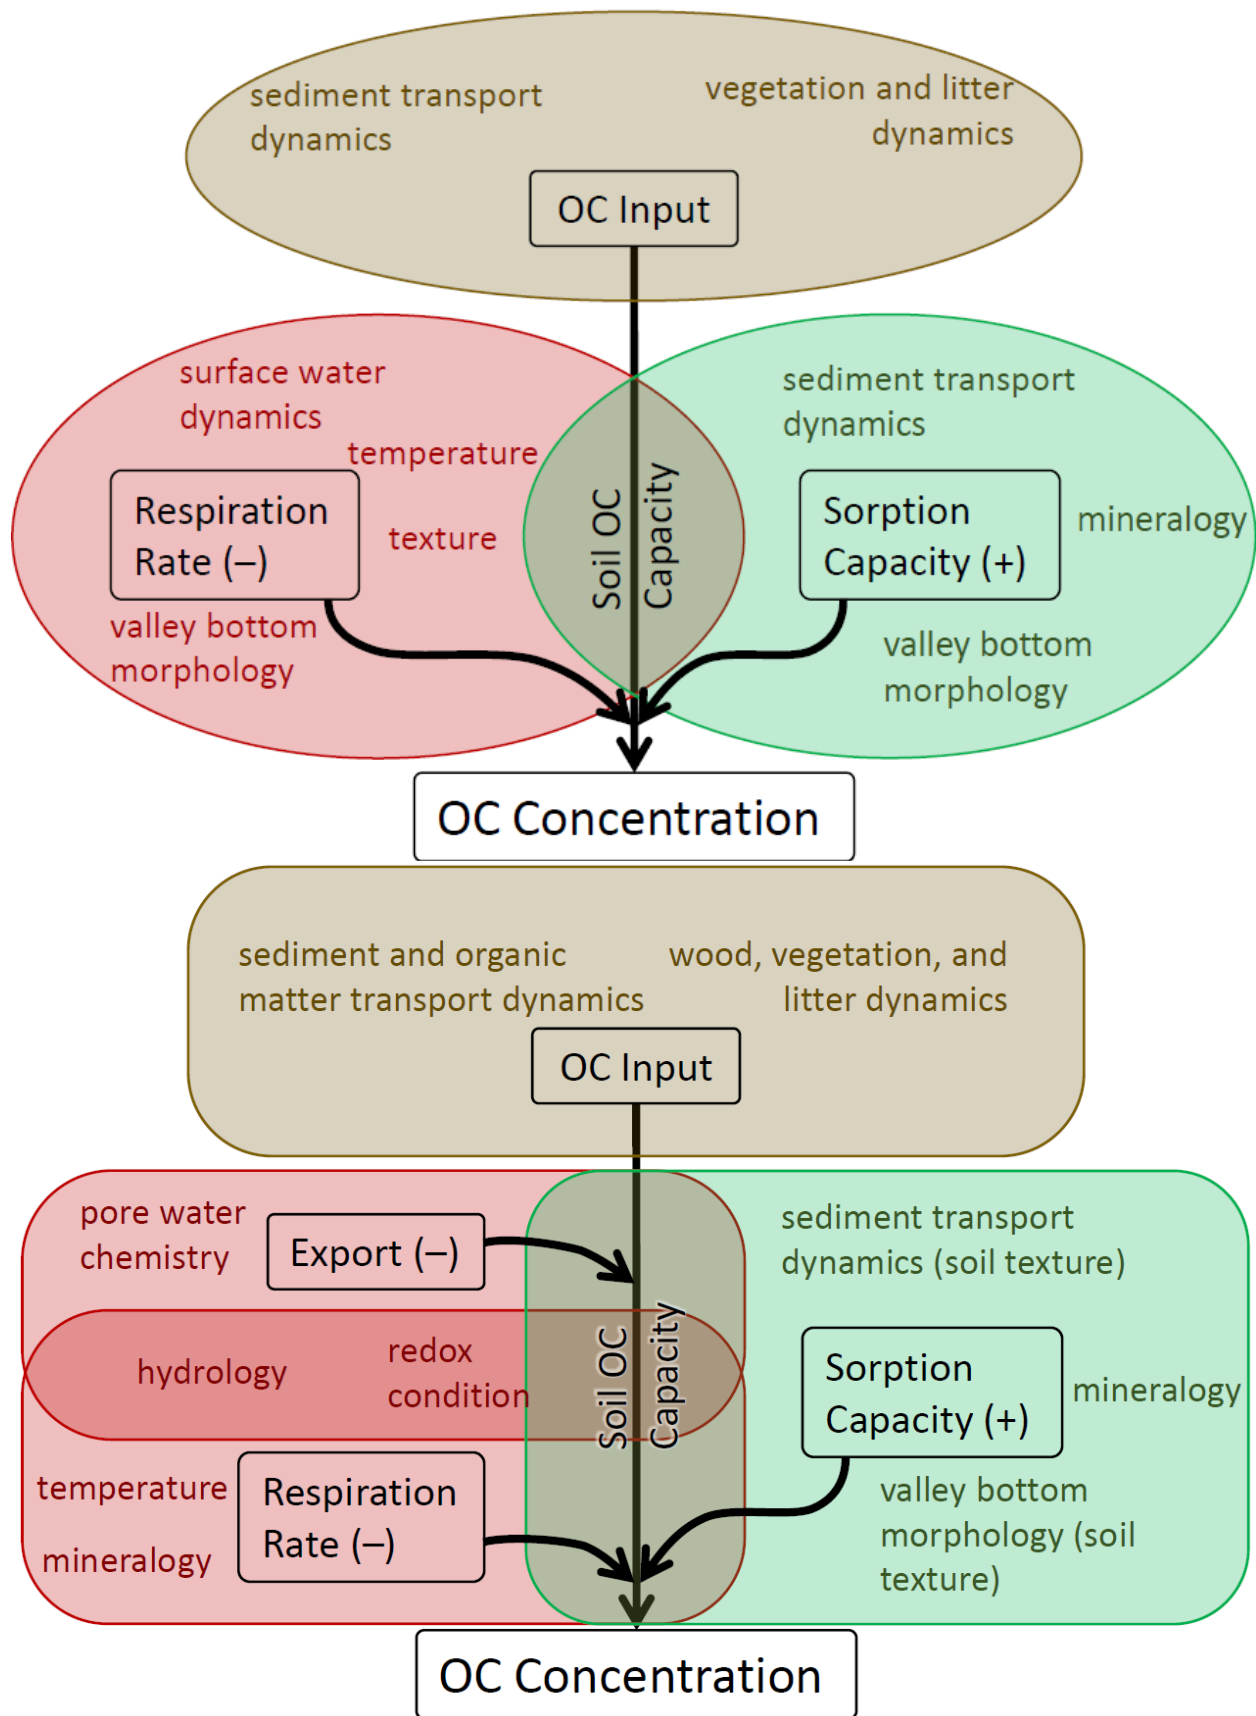 sediment transport
dynamics
vegetation and litter
dynamics
OC Input
surface water
dynamics
temperature
Respiration
Rate (–)
texture
valley bottom
morphology
Soil OC
Capacity
sediment transport
dynamics
Sorption
Capacity (+)
mineralogy
valley bottom
morphology
OC Concentration
sediment and organic
matter transport dynamics
wood, vegetation, and
litter dynamics
OC Input
pore water
chemistry
Export (–)
hydrology
redox
condition
temperature
mineralogy
Respiration
Rate (–)
Soil OC
Capacity
sediment transport
dynamics (soil texture)
Sorption
Capacity (+)
mineralogy
valley bottom
morphology (soil
texture)
OC Concentration